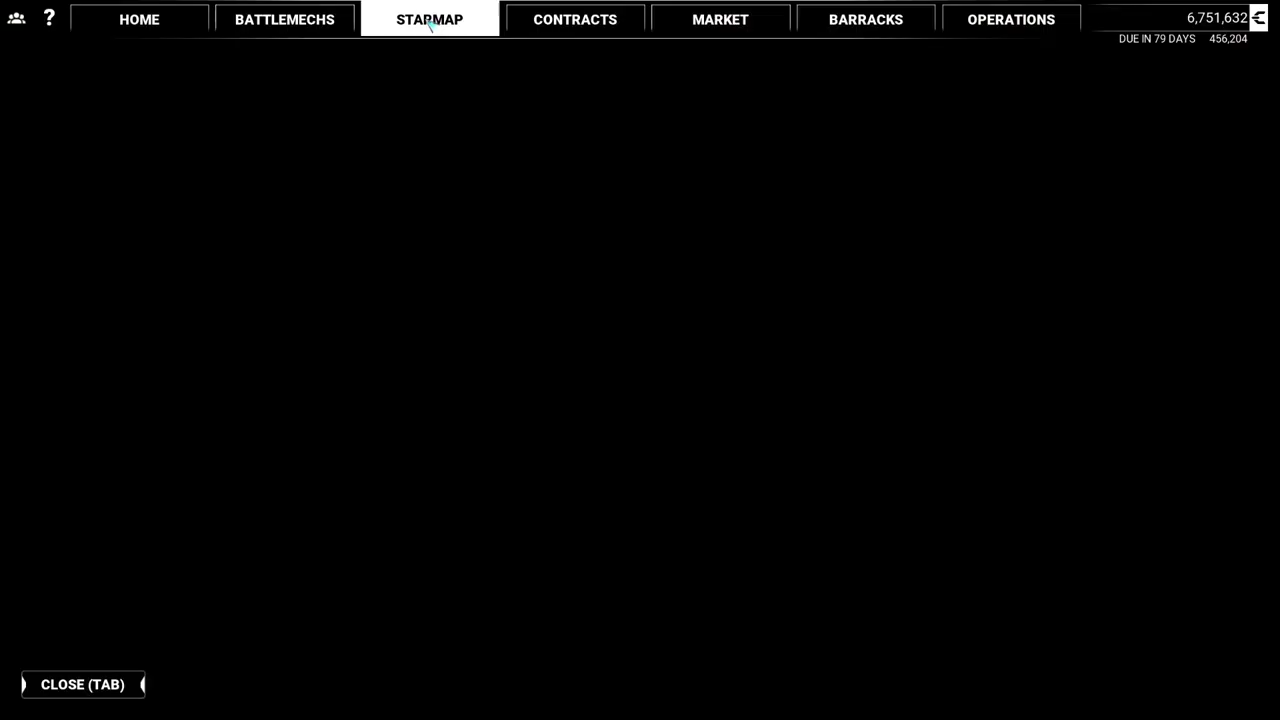 ? HOME BATTLEMECHS STARMAP CONTRACTS MARKET BARRACKS OPERATIONS 6,751,632
DUE IN 79 DAYS 456,204
CLOSE (TAB)